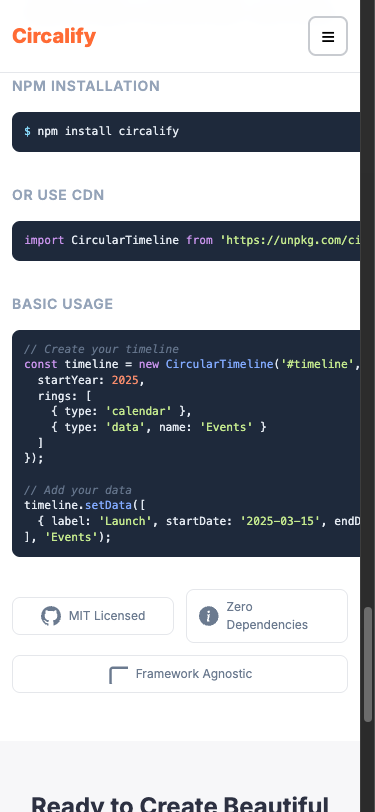 Circalify
NPM INSTALLATION
$ npm install circalify
OR USE CDN
import CircularTimeline from 'https://unpkg.com/ci
BASIC USAGE
// Create your timeline
const timeline = new CircularTimeline('#timeline',
startYear: 2025,
rings: [
{ type: 'calendar' },
{ type: 'data', name: 'Events' }
]
});
// Add your data
timeline.setData([
{ label: 'Launch', startDate: '2025-03-15', endD
], 'Events');
MIT Licensed
Zero
Dependencies
Framework Agnostic
Ready to Create Beautiful